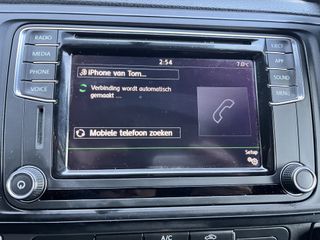 RADIO
MEDIA
PHONE
VOICE
2:54
7.0°C
iPhone van Tom...
Verbinding wordt automatisch
gemaakt ....
Mobiele telefoon zoeken
Setup
EJECT
APP
SOUND
MENU
A/C